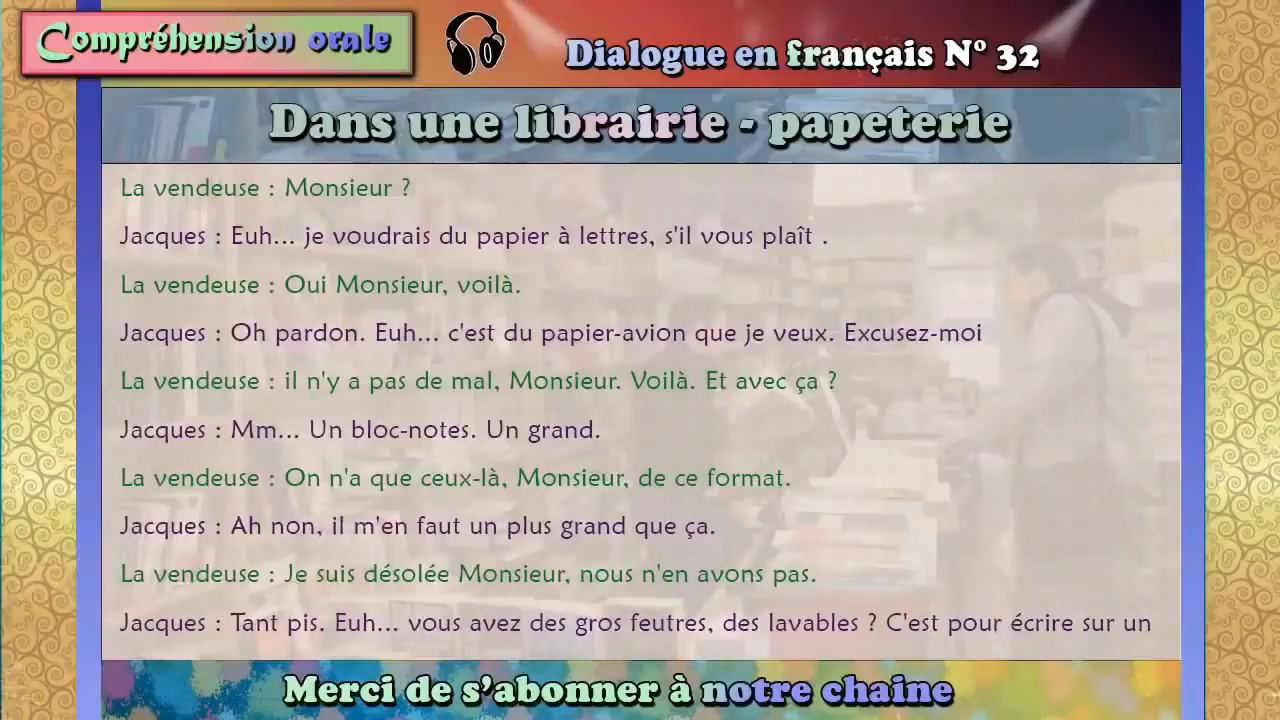 Compréhension orale
Dialogue en français N° 32
Dans une librairie - papeterie
La vendeuse : Monsieur ?
Jacques : Euh... je voudrais du papier à lettres, s'il vous plaît .
La vendeuse : Oui Monsieur, voilà.
Jacques : Oh pardon. Euh... c'est du papier-avion que je veux. Excusez-moi
La vendeuse : il n'y a pas de mal, Monsieur. Voilà. Et avec ça ?
Jacques : Mm... Un bloc-notes. Un grand.
La vendeuse : On n'a que ceux-là, Monsieur, de ce format.
Jacques : Ah non, il m'en faut un plus grand que ça.
La vendeuse : Je suis désolée Monsieur, nous n'en avons pas.
Jacques : Tant pis. Euh... vous avez des gros feutres, des lavables ? C'est pour écrire sur un
Merci de s'abonner à notre chaine